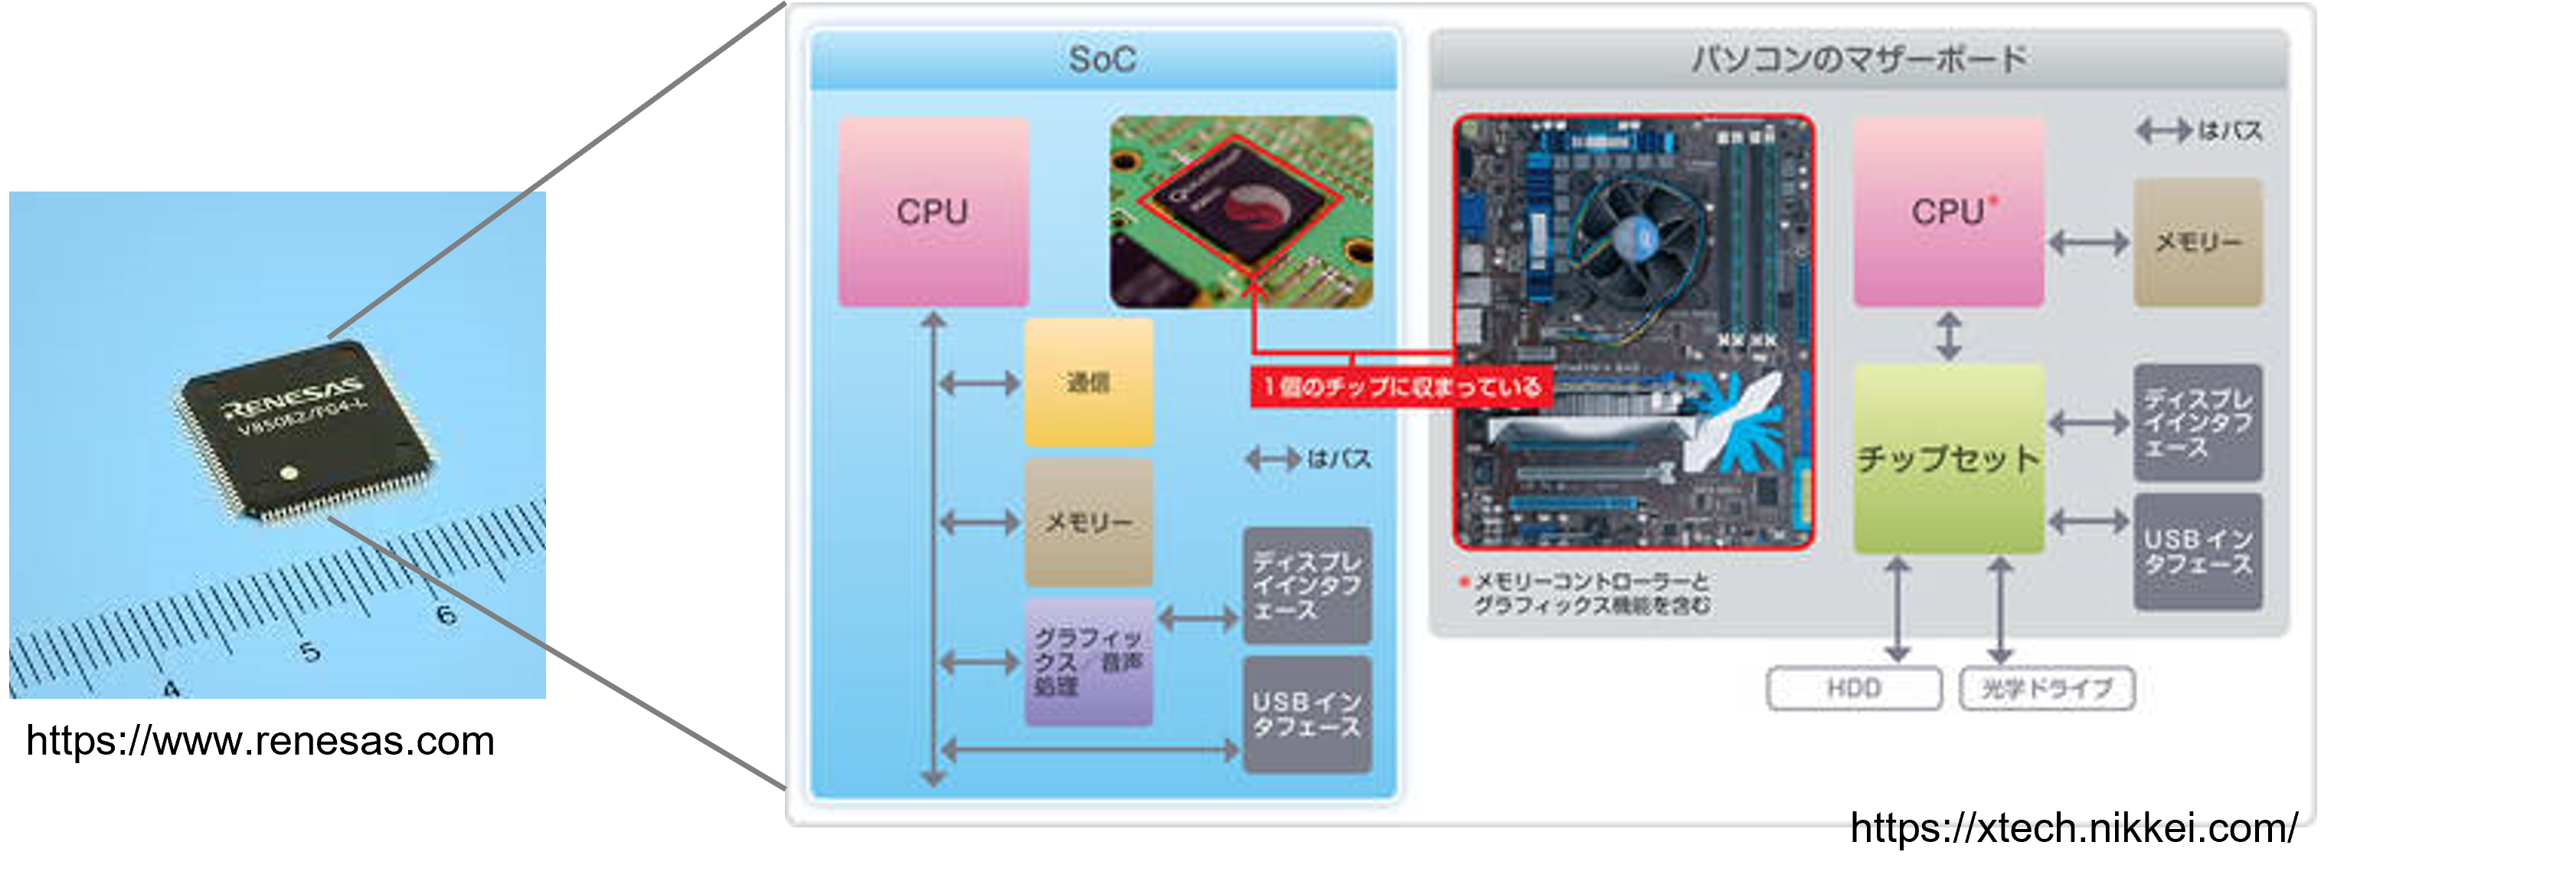 RENESAS
V850E2/FG4-L
4
5
6
https://www.renesas.com
SoC
CPU
1個のチップに収まっている
通信
はバス
メモリー
ディスプレ
イインタフ
ェース
グラフィッ
クス／音声
処理
USBイン
タフェース
パソコンのマザーボード
はバス
CPU*
メモリー
チップセット
ディスプレ
イインタフ
ェース
USBイン
タフェース
*メモリーコントローラーと
グラフィックス機能を含む
HDD
光学ドライブ
https://xtech.nikkei.com/